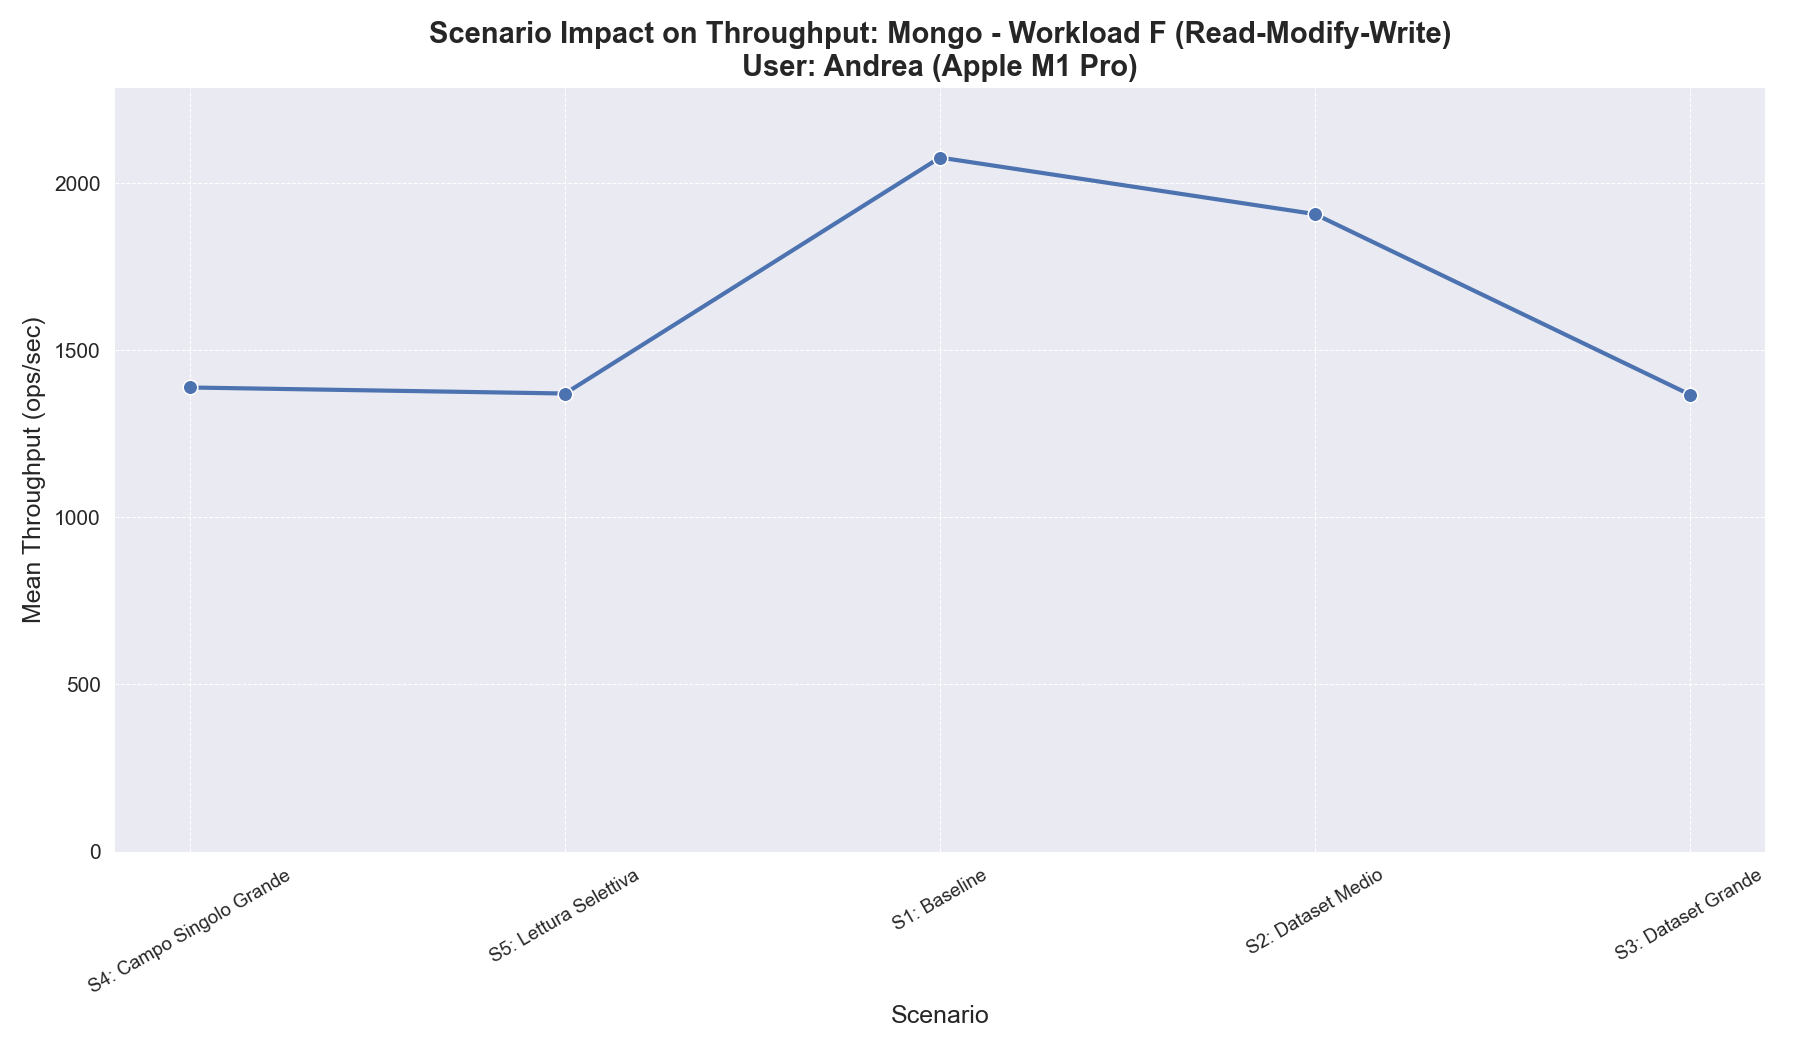 Scenario Impact on Throughput: Mongo - Workload F (Read-Modify-Write)
User: Andrea (Apple M1 Pro)
Mean Throughput (ops/sec)
2000
1500
1000
500
0
S4: Campo Singolo Grande
S5: Lettura Selettiva
S1: Baseline
S2: Dataset Medio
S3: Dataset Grande
Scenario